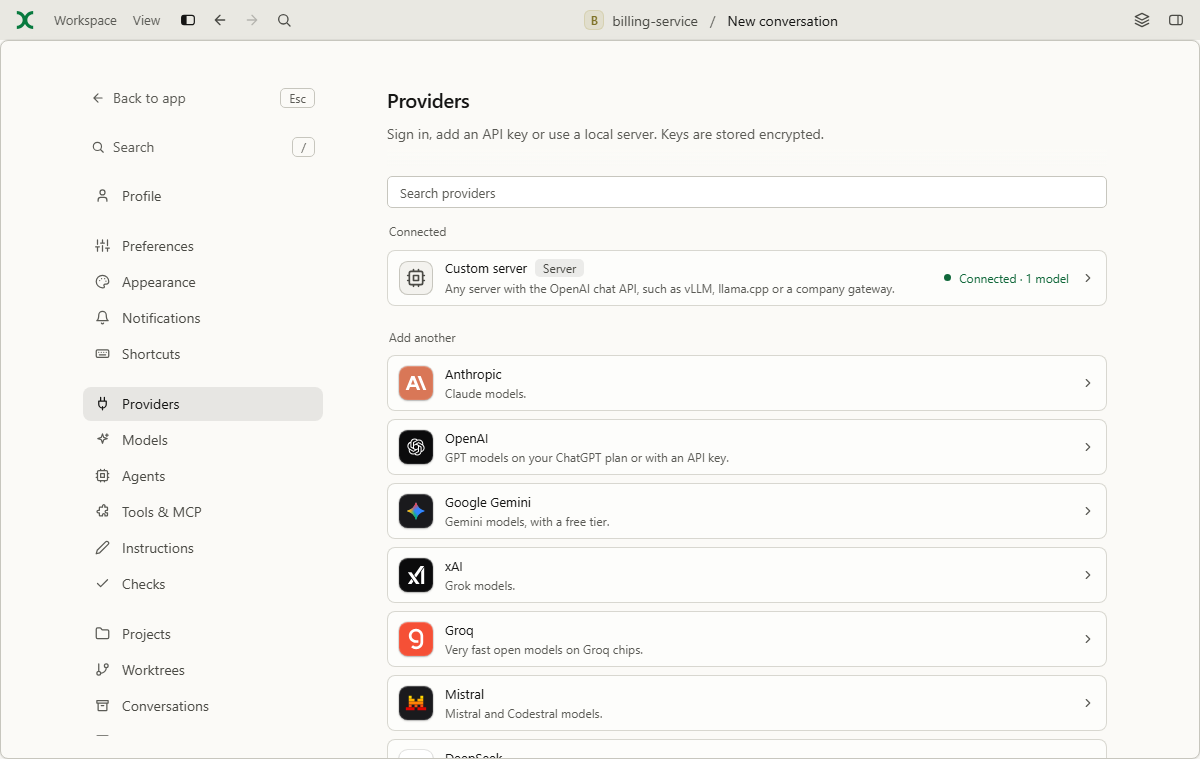 Workspace View
B billing-service / New conversation
Back to app Esc
Search /
Profile
Preferences
Appearance
Notifications
Shortcuts
Providers
Models
Agents
Tools & MCP
Instructions
Checks
Projects
Worktrees
Conversations
Providers
Sign in, add an API key or use a local server. Keys are stored encrypted.
Search providers
Connected
Custom server Server
Any server with the OpenAI chat API, such as vLLM, llama.cpp or a company gateway.
Connected · 1 model
Add another
Anthropic
Claude models.
OpenAI
GPT models on your ChatGPT plan or with an API key.
Google Gemini
Gemini models, with a free tier.
xAI
Grok models.
Groq
Very fast open models on Groq chips.
Mistral
Mistral and Codestral models.
DeepSeek